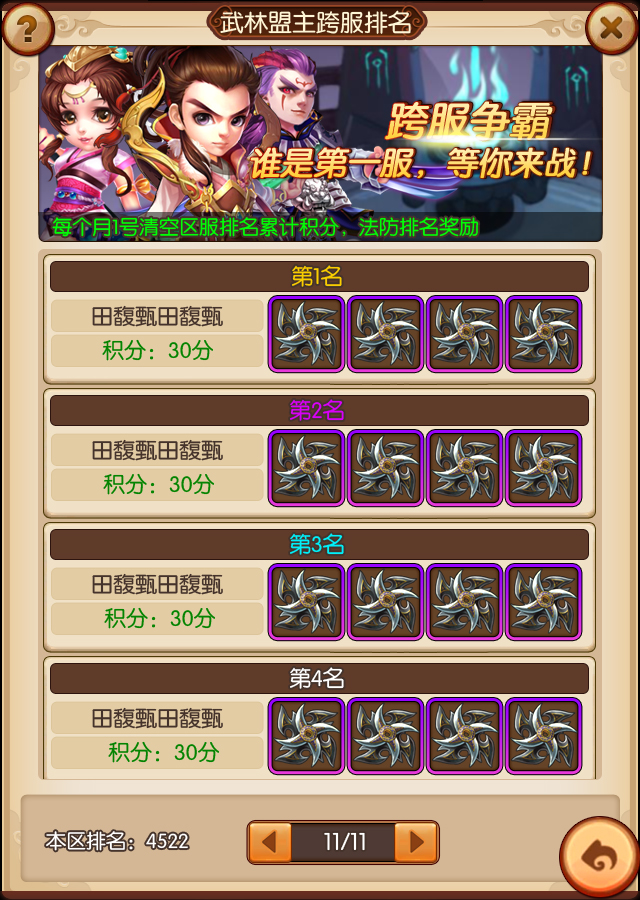 ?
武林盟主跨服排名
跨服争霸
谁是第一服，等你来战！
每个月1号清空区服排名累计积分，法防排名奖励
第1名
田馥甄田馥甄
积分：30分
第2名
田馥甄田馥甄
积分：30分
第3名
田馥甄田馥甄
积分：30分
第4名
田馥甄田馥甄
积分：30分
本区排名：4522
11/11